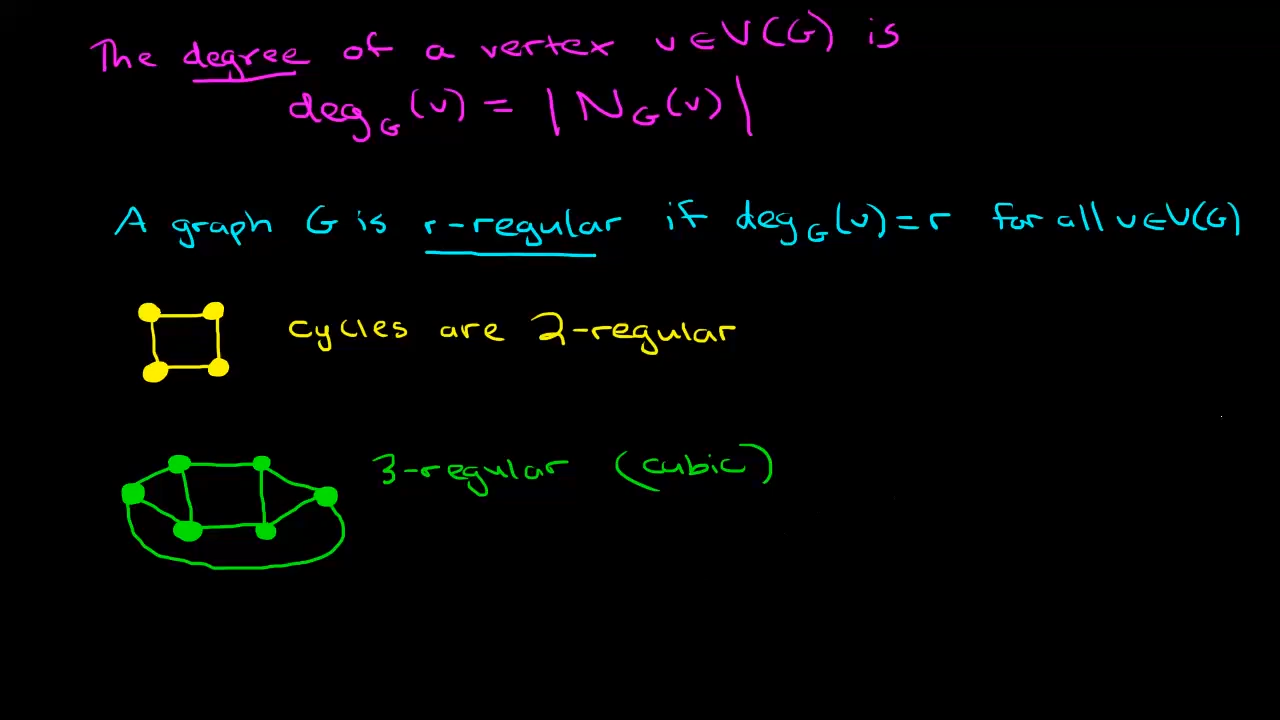 The degree of a vertex v∈V(G) is
deg_G(v) = |N_G(v)|
A graph G is r-regular if deg_G(v)=r for all v∈V(G)
cycles are 2-regular
3-regular (cubic)